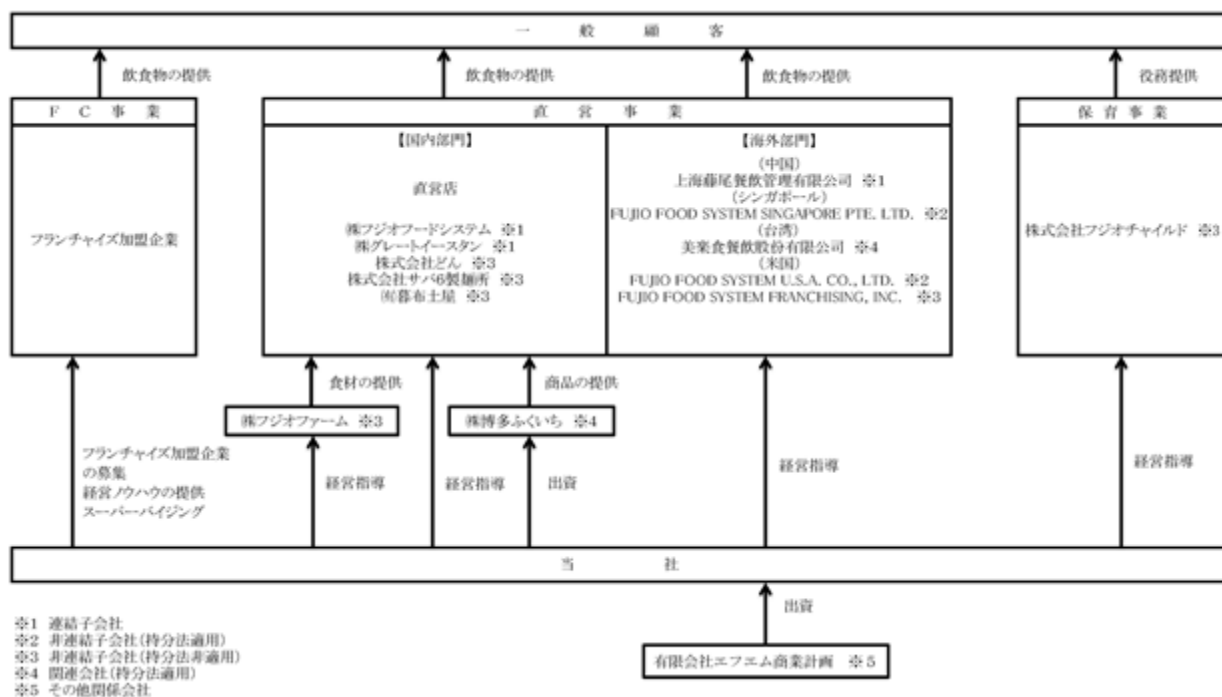 一般顧客
飲食物の提供
飲食物の提供
飲食物の提供
役務提供
FC事業
直営事業
保育事業
フランチャイズ加盟企業
【国内部門】
直営店
㈱フジオフードシステム ※1
㈱グレートイースタン ※1
株式会社どん ※3
株式会社サバ6製麺所 ※3
㈲暮布土屋 ※3
【海外部門】
(中国)
上海藤尾餐飲管理有限公司 ※1
(シンガポール)
FUJIO FOOD SYSTEM SINGAPORE PTE. LTD. ※2
(台湾)
美楽食餐飲股份有限公司 ※4
(米国)
FUJIO FOOD SYSTEM U.S.A. CO., LTD. ※2
FUJIO FOOD SYSTEM FRANCHISING, INC. ※3
株式会社フジオチャイルド ※3
食材の提供
商品の提供
㈱フジオファーム ※3
㈱博多ふくいち ※4
フランチャイズ加盟企業
の募集
経営ノウハウの提供
スーパーバイジング
経営指導
経営指導
出資
経営指導
経営指導
当社
出資
有限会社エフエム商業計画 ※5
※1 連結子会社
※2 非連結子会社(持分法適用)
※3 非連結子会社(持分法非適用)
※4 関連会社(持分法適用)
※5 その他関係会社